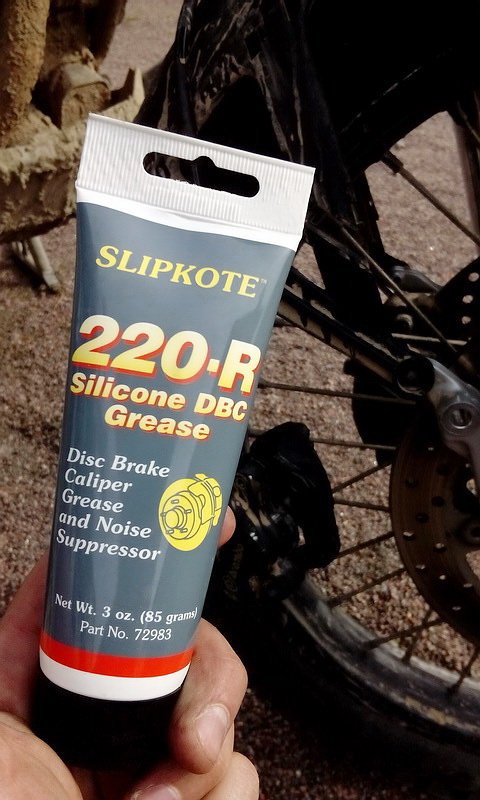 SLIPKOTE™
220-R
Silicone DBC
Grease
Disc Brake
Caliper
Grease
and Noise
Suppressor
Net Wt. 3 oz. (85 grams)
Part No. 72983